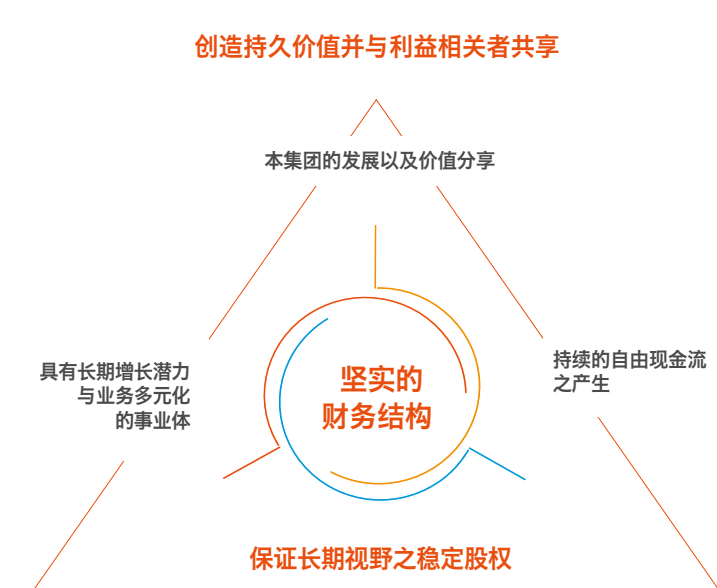 创造持久价值并与利益相关者共享
本集团的发展以及价值分享
具有长期增长潜力
与业务多元化
的事业体
持续的自由现金流
之产生
坚实的
财务结构
保证长期视野之稳定股权